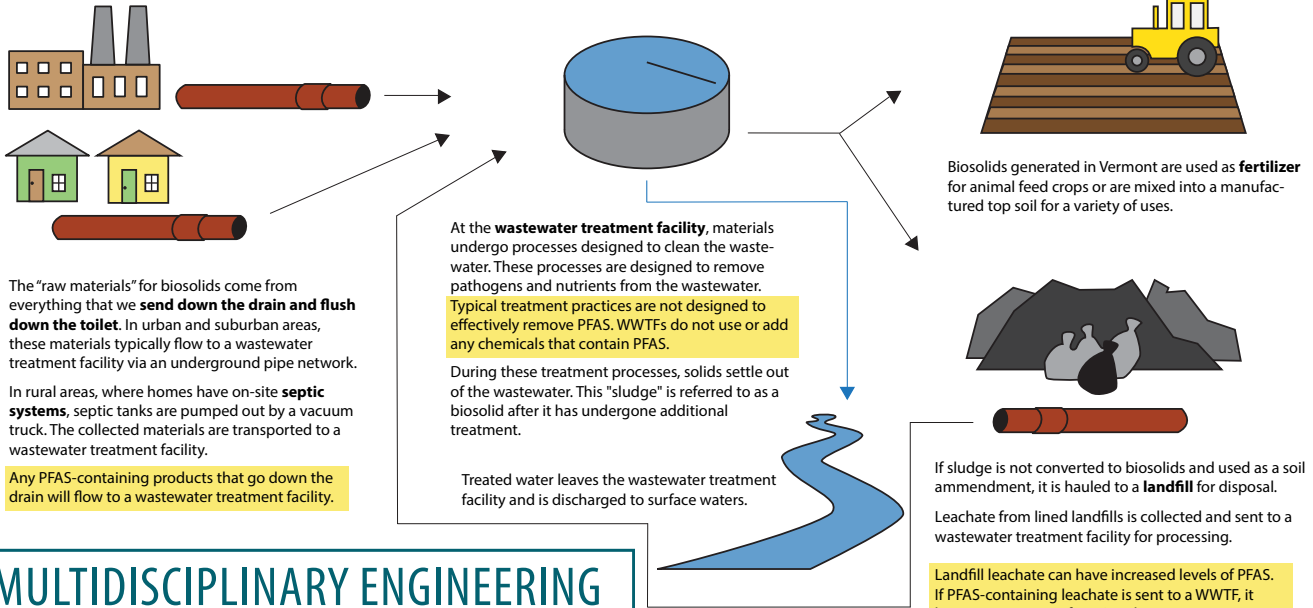 The "raw materials" for biosolids come from
everything that we send down the drain and flush
down the toilet. In urban and suburban areas,
these materials typically flow to a wastewater
treatment facility via an underground pipe network.
In rural areas, where homes have on-site septic
systems, septic tanks are pumped out by a vacuum
truck. The collected materials are transported to a
wastewater treatment facility.
Any PFAS-containing products that go down the
drain will flow to a wastewater treatment facility.
At the wastewater treatment facility, materials
undergo processes designed to clean the waste-
water. These processes are designed to remove
pathogens and nutrients from the wastewater.
Typical treatment practices are not designed to
effectively remove PFAS. WWTFs do not use or add
any chemicals that contain PFAS.
During these treatment processes, solids settle out
of the wastewater. This "sludge" is referred to as a
biosolid after it has undergone additional
treatment.
Treated water leaves the wastewater treatment
facility and is discharged to surface waters.
Biosolids generated in Vermont are used as fertilizer
for animal feed crops or are mixed into a manufac-
tured top soil for a variety of uses.
If sludge is not converted to biosolids and used as a soil
ammendment, it is hauled to a landfill for disposal.
Leachate from lined landfills is collected and sent to a
wastewater treatment facility for processing.
Landfill leachate can have increased levels of PFAS.
If PFAS-containing leachate is sent to a WWTF, it
MULTIDISCIPLINARY ENGINEERING